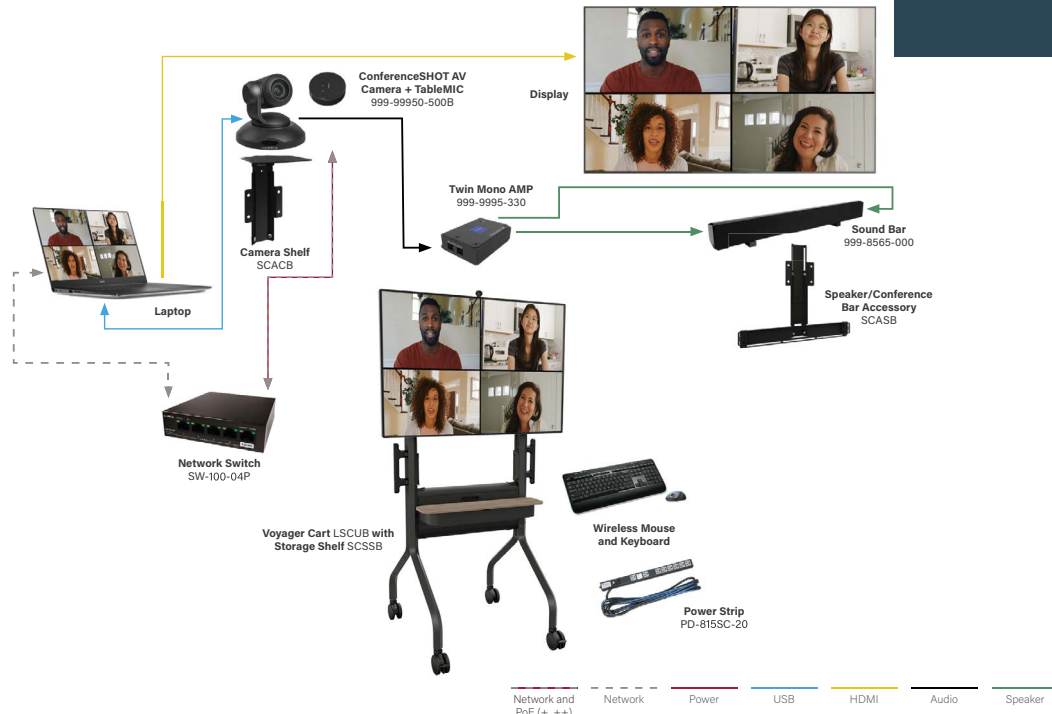 ConferenceSHOT AV
Camera + TableMIC
999-99950-500B
Display
Twin Mono AMP
999-9995-330
Sound Bar
999-8565-000
Camera Shelf
SCACB
Speaker/Conference
Bar Accessory
SCASB
Laptop
Network Switch
SW-100-04P
Voyager Cart LSCUB with
Storage Shelf SCSSB
Wireless Mouse
and Keyboard
Power Strip
PD-815SC-20
Network and
PoE (+, ++)
Network
Power
USB
HDMI
Audio
Speaker